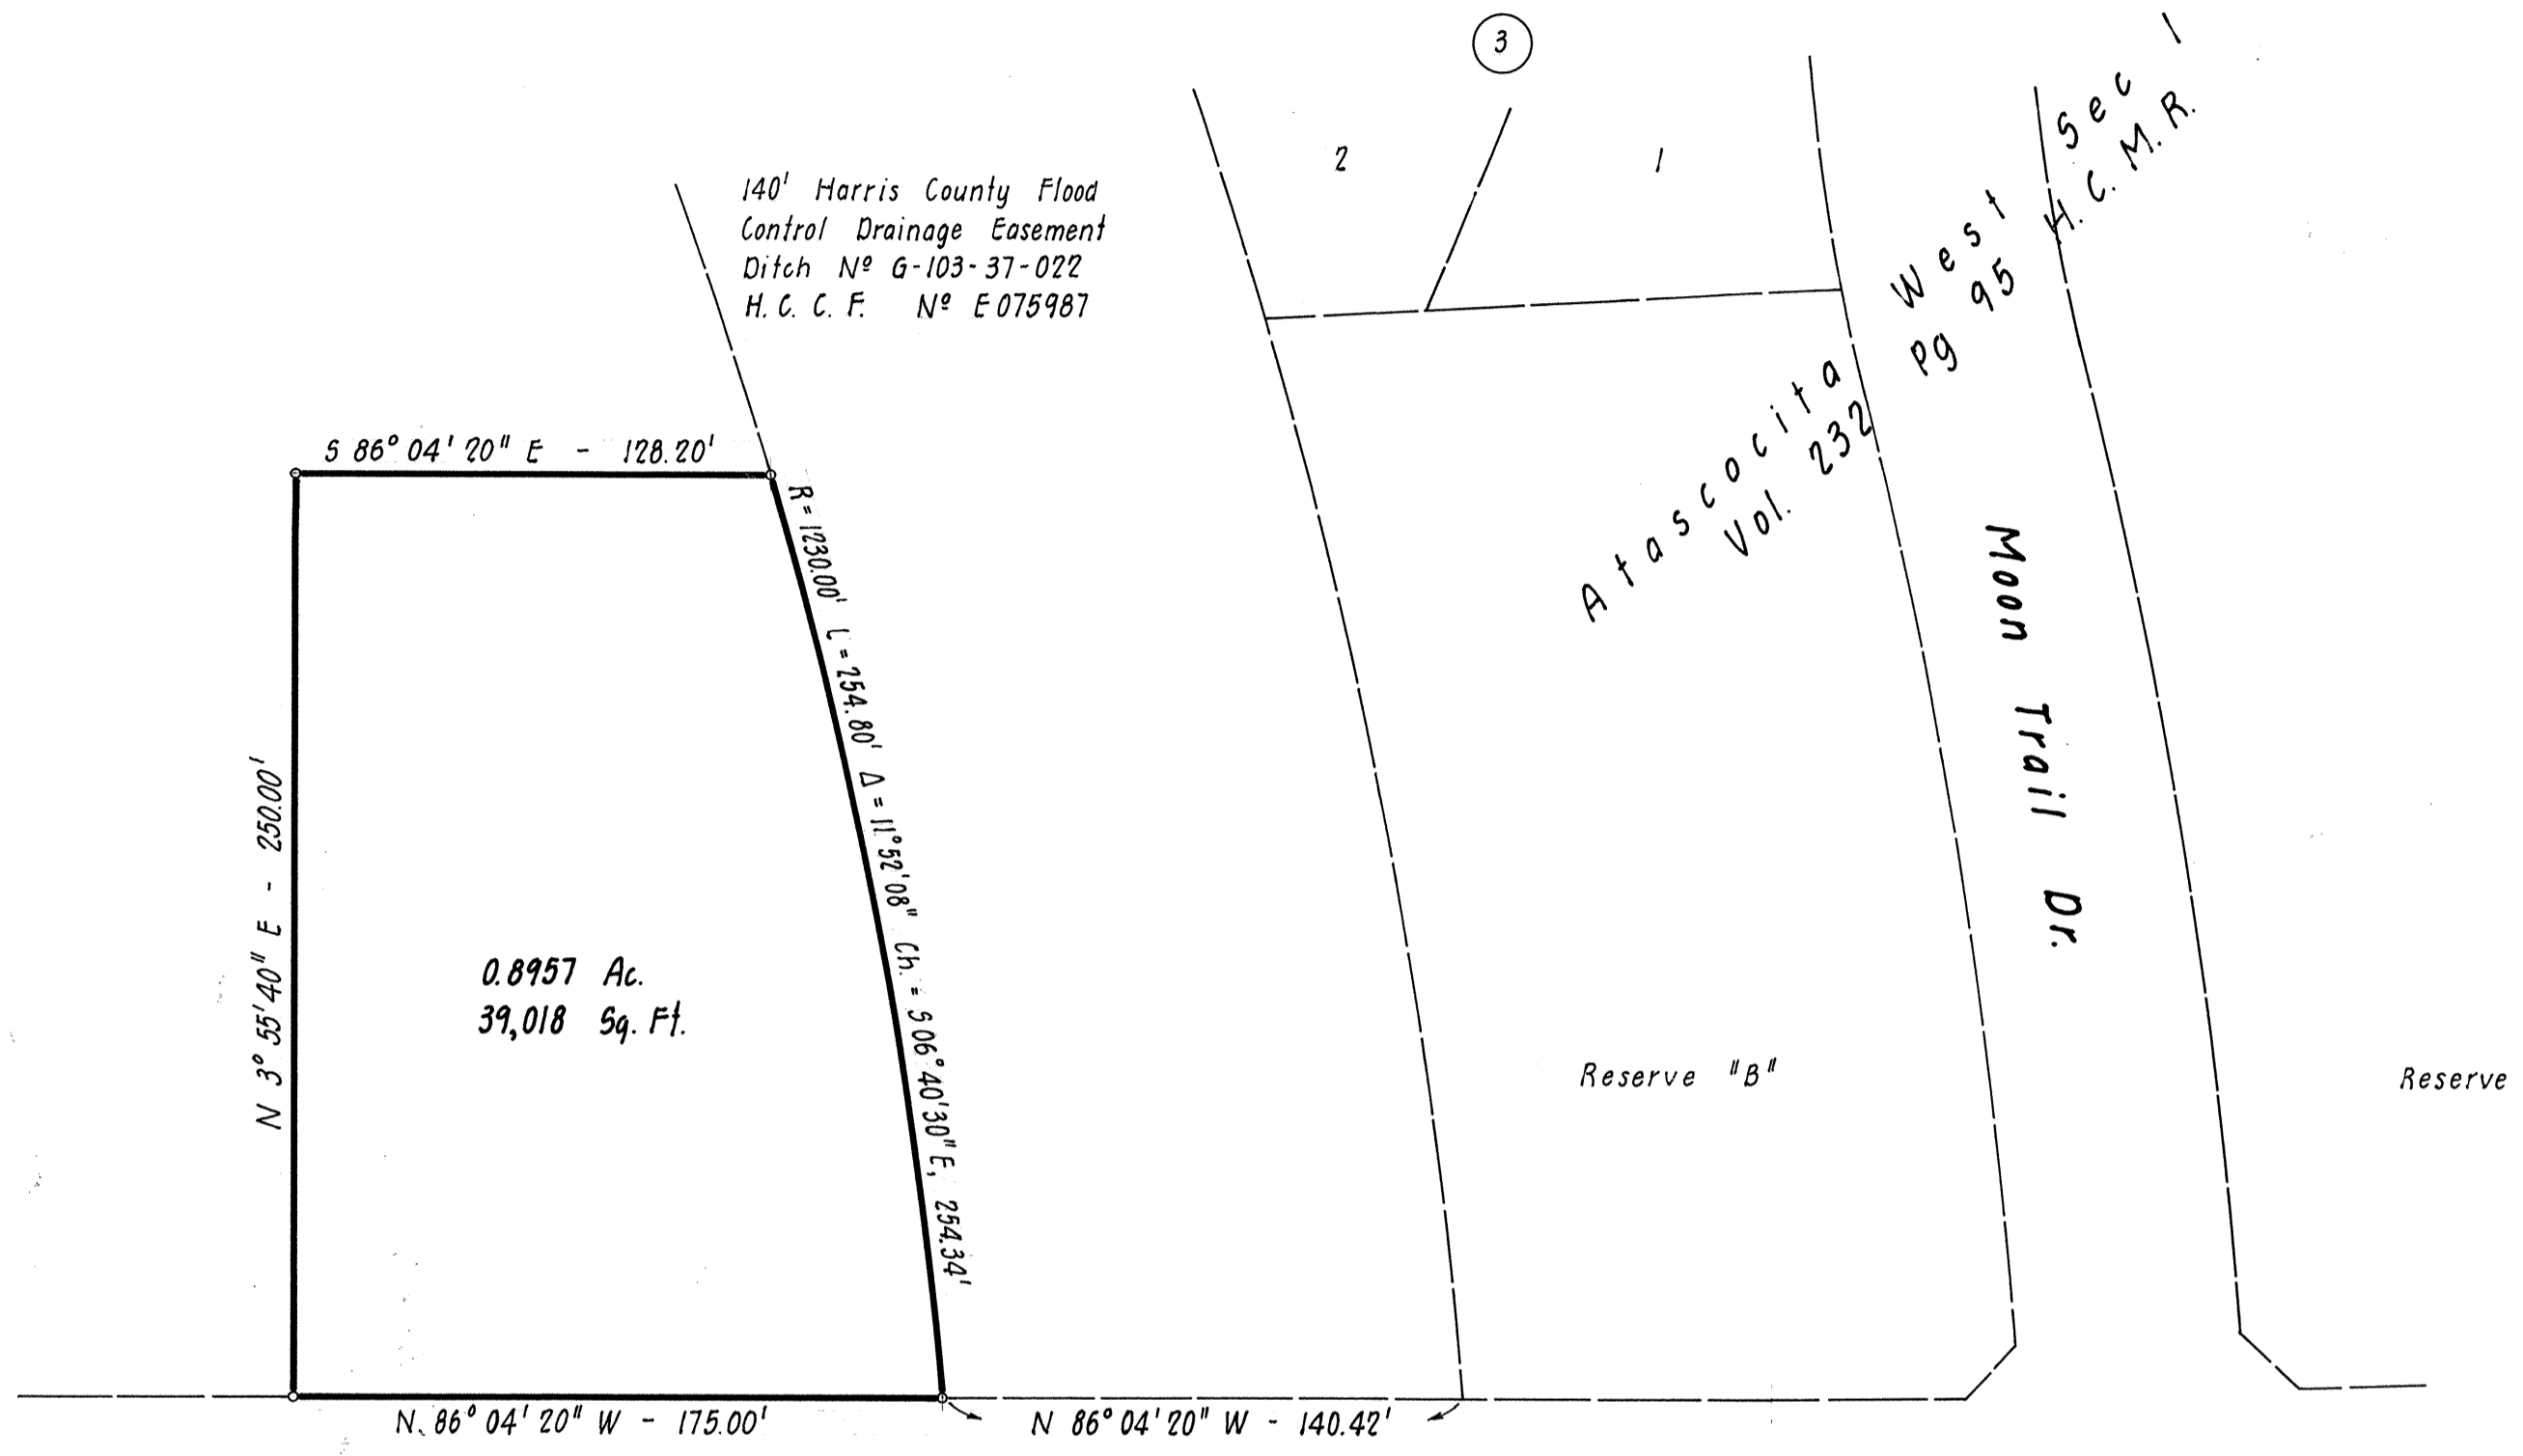 3
Sec 1
H.C.M.R.
2
1
140' Harris County Flood
Control Drainage Easement
Ditch Nº G-103-37-022
H.C.C.F. Nº E075987
Atascocita West
Vol. 232 Pg 95
S 86° 04' 20" E - 128.20'
R = 1230.00' L = 254.80' Δ = 11°52'08" Ch. = S 06° 40' 30" E, 254.34'
Moon Trail Dr.
N 3° 55' 40" E - 250.00'
0.8957 Ac.
39,018 Sq. Ft.
Reserve "B"
Reserve
N. 86° 04' 20" W - 175.00'
N 86° 04' 20" W - 140.42'